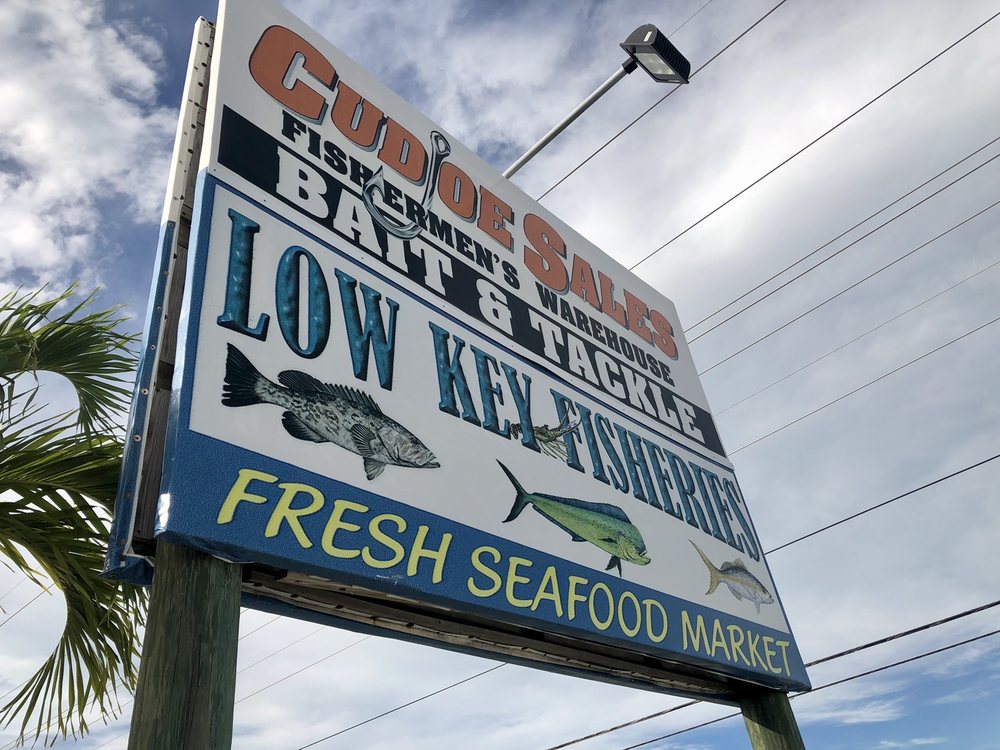 CUDJOE SALES
FISHERMEN'S WAREHOUSE
BAIT & TACKLE
LOW KEY FISHERIES
FRESH SEAFOOD MARKET